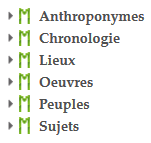 Anthroponymes
Chronologie
Lieux
Oeuvres
Peuples
Sujets